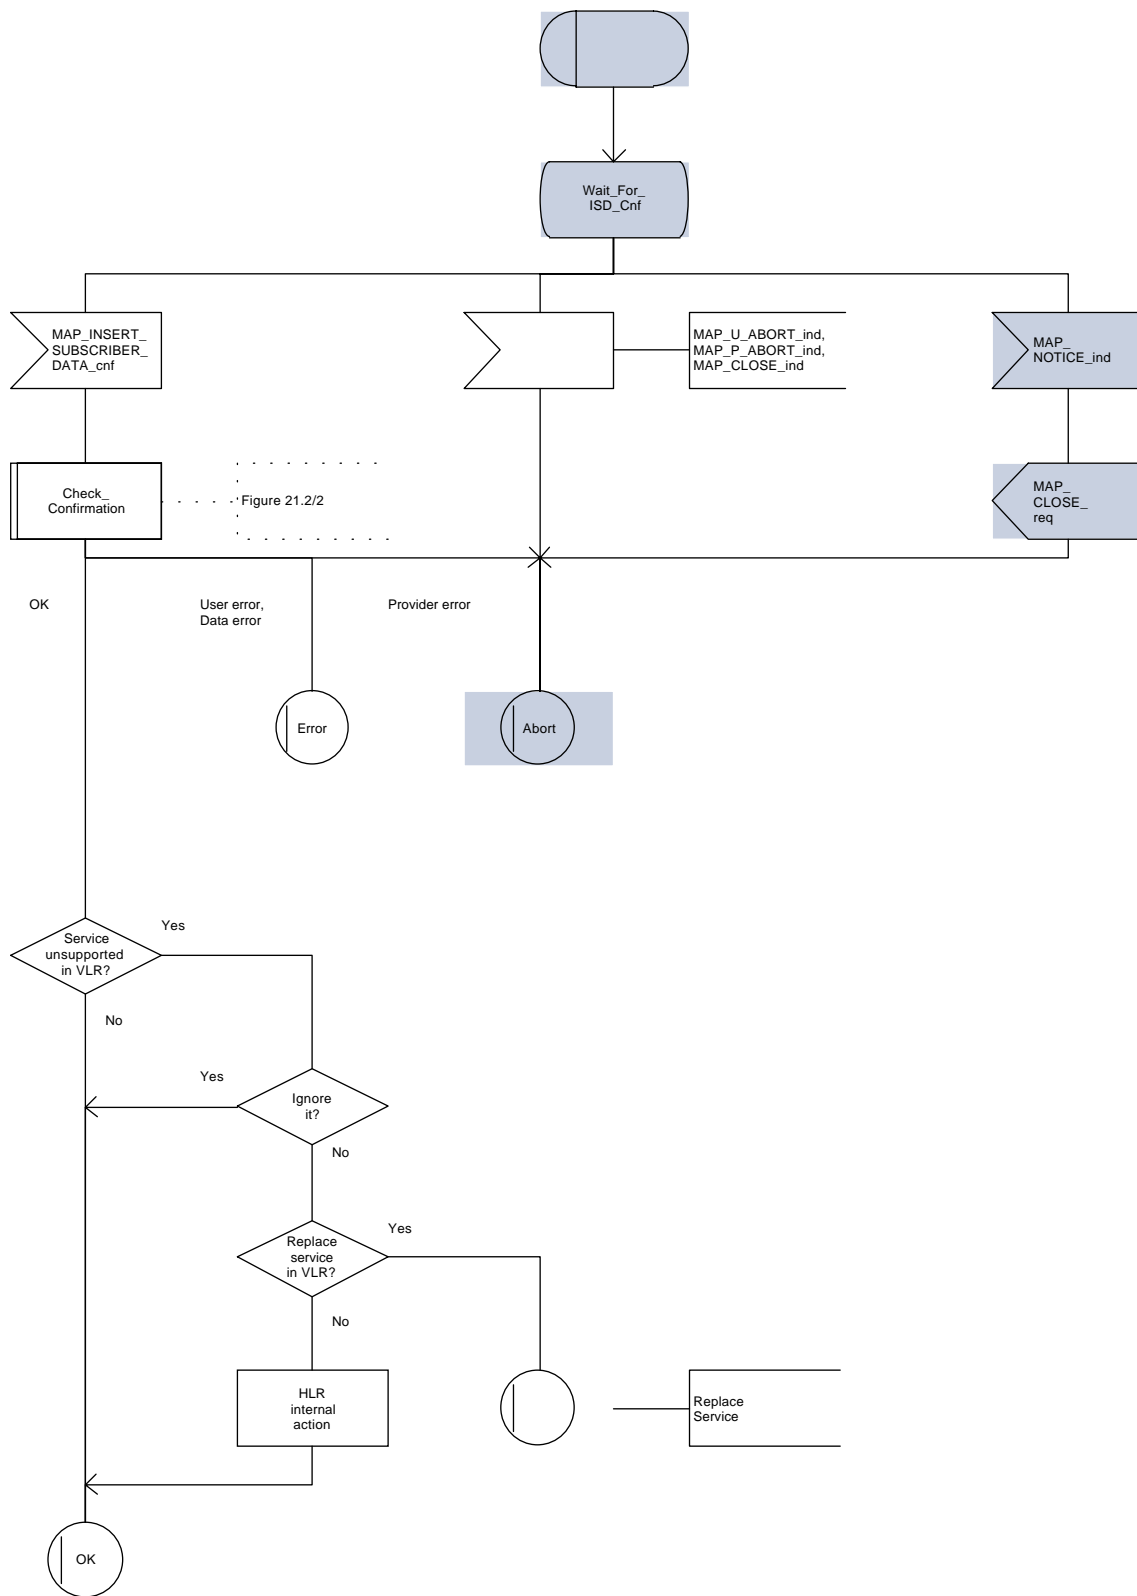 Wait_For_
ISD_Cnf
MAP_INSERT_
SUBSCRIBER_
DATA_cnf
MAP_U_ABORT_ind,
MAP_P_ABORT_ind,
MAP_CLOSE_ind
MAP_
NOTICE_ind
Check_
Confirmation
Figure 21.2/2
MAP_
CLOSE_
req
OK
User error,
Data error
Provider error
Error
Abort
Service
unsupported
in VLR?
Yes
No
Yes
Ignore
it?
No
Replace
service
in VLR?
Yes
No
HLR
internal
action
Replace
Service
OK